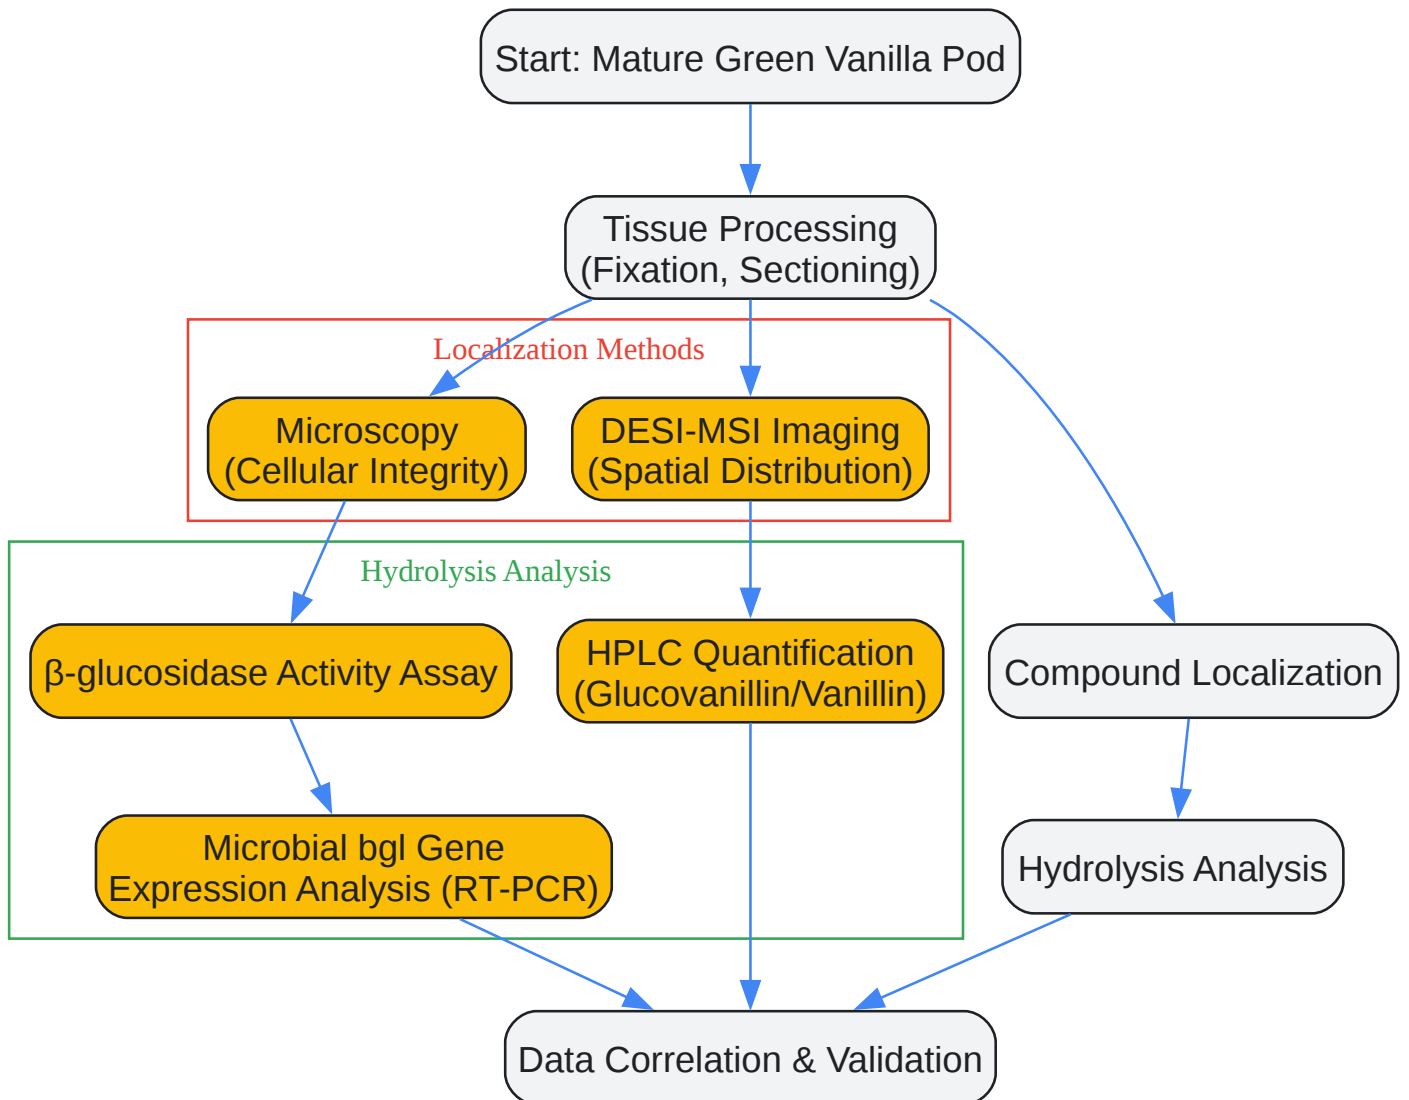 Start: Mature Green Vanilla Pod
Tissue Processing
(Fixation, Sectioning)
Localization Methods
Microscopy
(Cellular Integrity)
DESI-MSI Imaging
(Spatial Distribution)
Hydrolysis Analysis
β-glucosidase Activity Assay
HPLC Quantification
(Glucovanillin/Vanillin)
Compound Localization
Microbial bgl Gene
Expression Analysis (RT-PCR)
Hydrolysis Analysis
Data Correlation & Validation